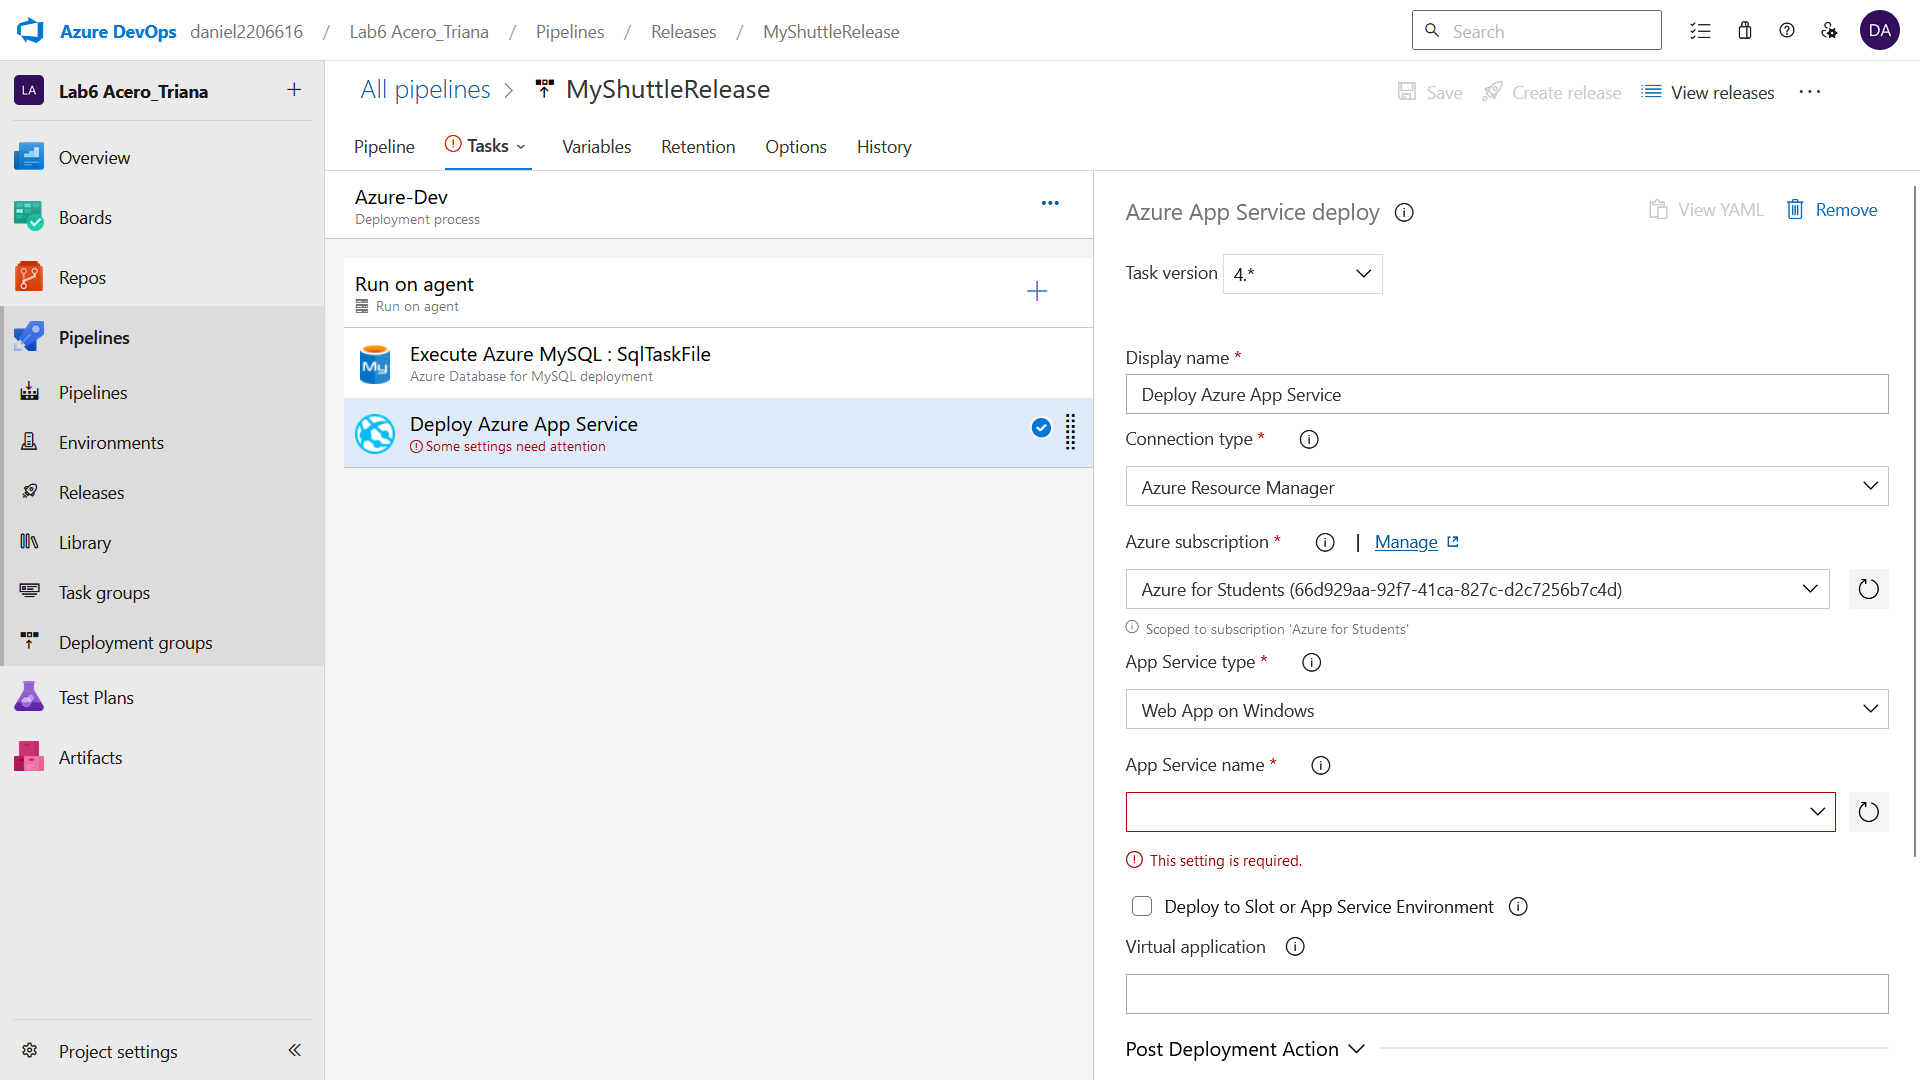 Azure DevOps daniel2206616 / Lab6 Acero_Triana / Pipelines / Releases / MyShuttleRelease
Search
DA
LA Lab6 Acero_Triana
Overview
Boards
Repos
Pipelines
Pipelines
Environments
Releases
Library
Task groups
Deployment groups
Test Plans
Artifacts
Project settings
All pipelines > MyShuttleRelease
Save Create release View releases ...
Pipeline Tasks Variables Retention Options History
Azure-Dev
Deployment process
Run on agent
Run on agent
My
Execute Azure MySQL : SqlTaskFile
Azure Database for MySQL deployment
Deploy Azure App Service
Some settings need attention
Azure App Service deploy
View YAML Remove
Task version 4.*
Display name *
Deploy Azure App Service
Connection type *
Azure Resource Manager
Azure subscription * | Manage
Azure for Students (66d929aa-92f7-41ca-827c-d2c7256b7c4d)
Scoped to subscription 'Azure for Students'
App Service type *
Web App on Windows
App Service name *
This setting is required.
Deploy to Slot or App Service Environment
Virtual application
Post Deployment Action